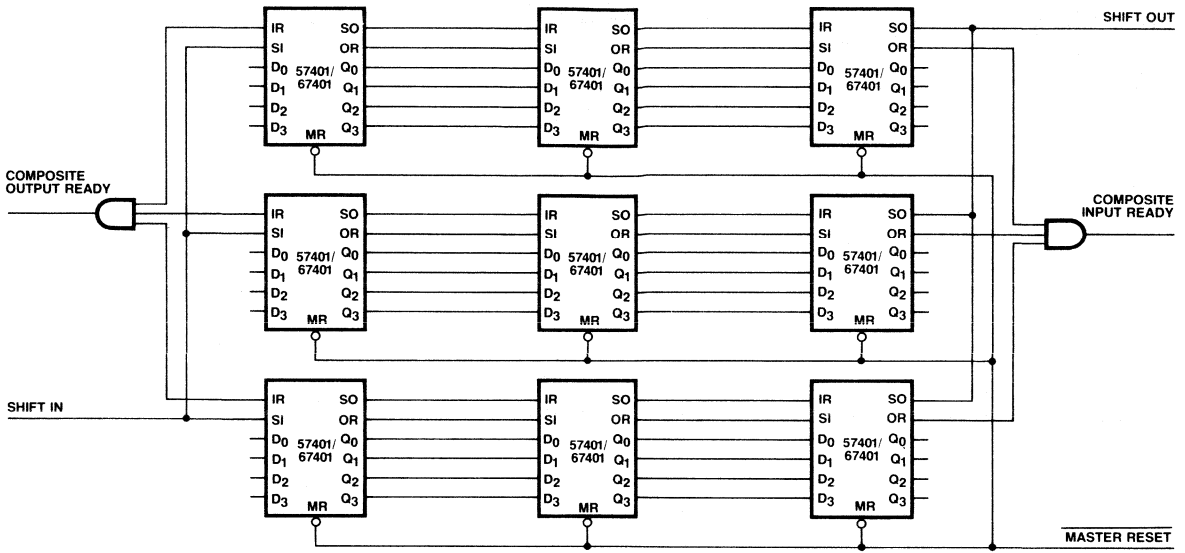 SHIFT OUT
IR SO IR SO IR SO
SI OR SI OR SI OR
D0 57401/ Q0 D0 57401/ Q0 D0 57401/ Q0
D1 67401 Q1 D1 67401 Q1 D1 67401 Q1
D2 Q2 D2 Q2 D2 Q2
D3 Q3 D3 Q3 D3 Q3
MR MR MR
COMPOSITE
OUTPUT READY
COMPOSITE
INPUT READY
IR SO IR SO IR SO
SI OR SI OR SI OR
D0 57401/ Q0 D0 57401/ Q0 D0 57401/ Q0
D1 67401 Q1 D1 67401 Q1 D1 67401 Q1
D2 Q2 D2 Q2 D2 Q2
D3 Q3 D3 Q3 D3 Q3
MR MR MR
SHIFT IN
IR SO IR SO IR SO
SI OR SI OR SI OR
D0 57401/ Q0 D0 57401/ Q0 D0 57401/ Q0
D1 67401 Q1 D1 67401 Q1 D1 67401 Q1
D2 Q2 D2 Q2 D2 Q2
D3 Q3 D3 Q3 D3 Q3
MR MR MR
MASTER RESET